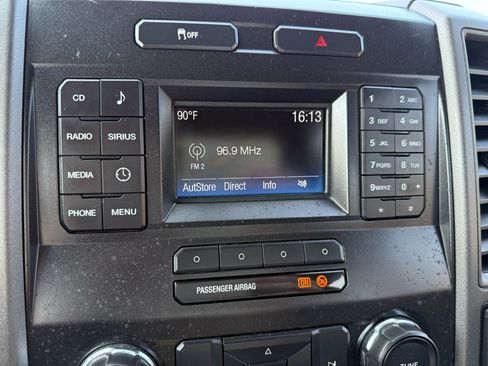 OFF
CD
RADIO SIRIUS
MEDIA
PHONE MENU
90°F 16:13
96.9 MHz
FM 2
AutoStore Direct Info
1 2 ABC
3 DEF 4 GHI
5 JKL 6 MNO
7 PQRS 8 TUV
9 WXYZ 0 +
* #
PASSENGER AIRBAG ON
TUNE